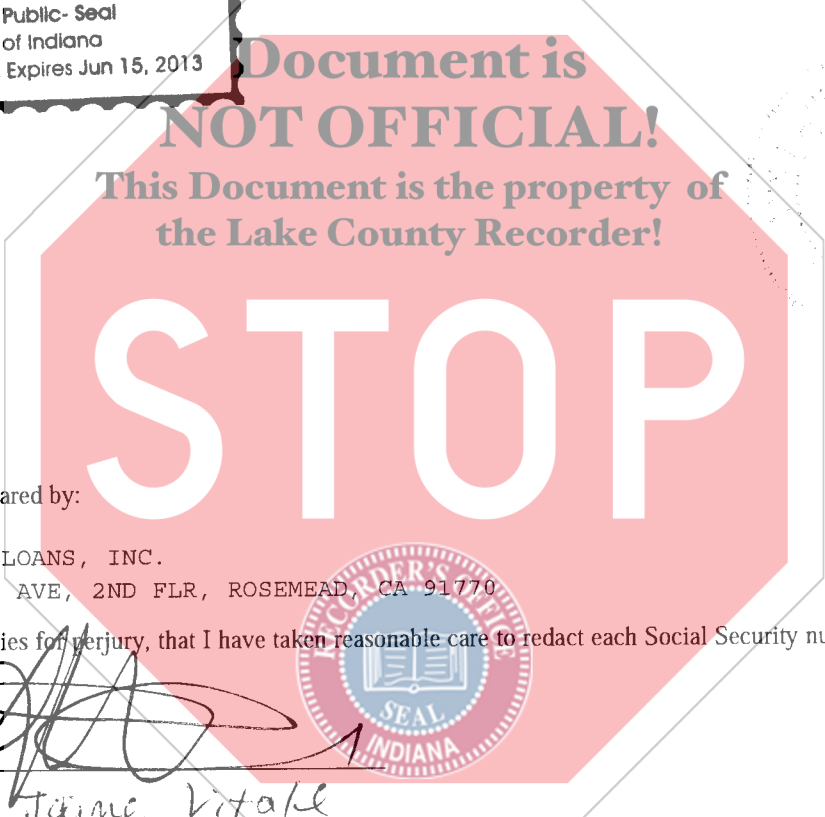 Public- Seal
of Indiana
Expires Jun 15, 2013
Document is
NOT OFFICIAL!
This Document is the property of
the Lake County Recorder!
STOP
ared by:
LOANS, INC.
AVE, 2ND FLR, ROSEMEAD, CA 91770
RECORDER'S OFFICE
ies for perjury, that I have taken reasonable care to redact each Social Security nu
SEAL
INDIANA
Vitale